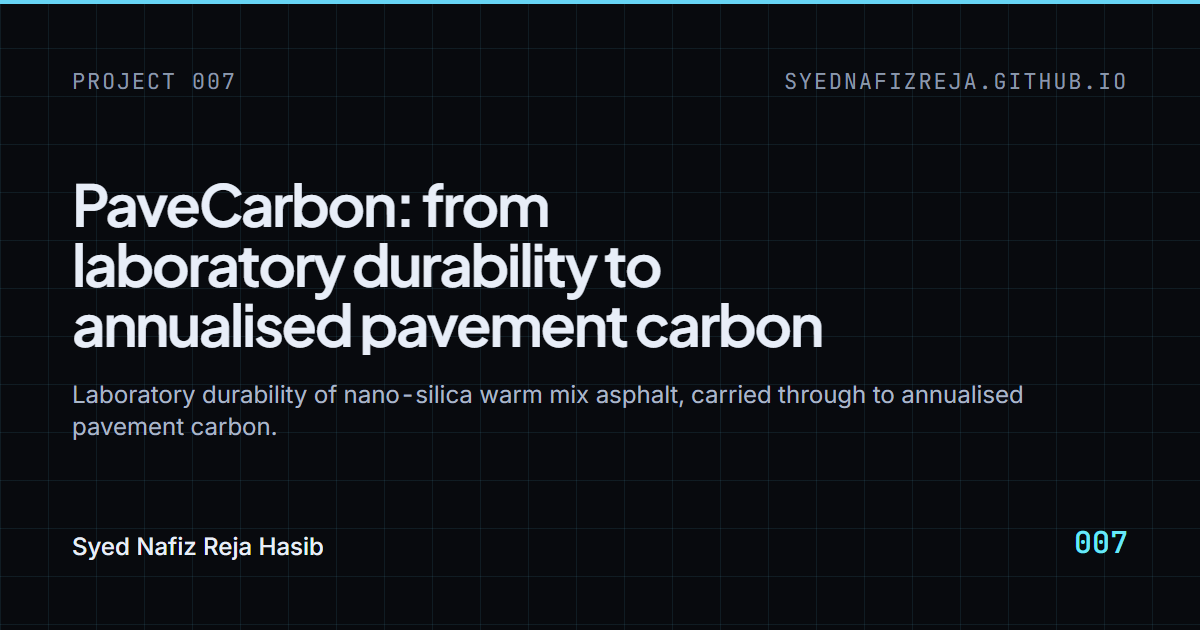 PROJECT 007
SYEDNAFIZREJA.GITHUB.IO
PaveCarbon: from
laboratory durability to
annualised pavement carbon
Laboratory durability of nano-silica warm mix asphalt, carried through to annualised
pavement carbon.
Syed Nafiz Reja Hasib
007